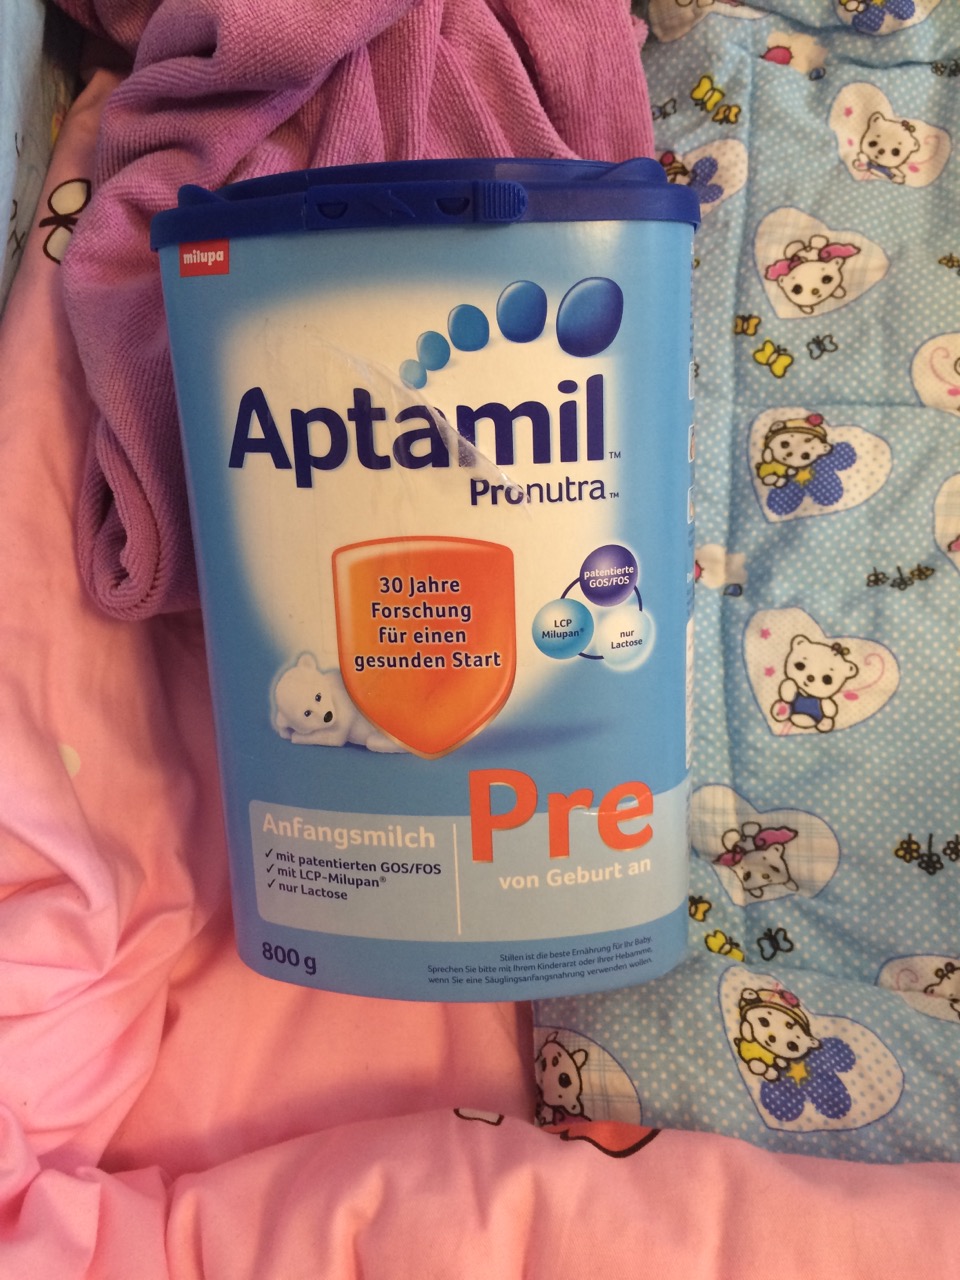 milupa
Aptamil™
Pronutra™
30 Jahre
Forschung
für einen
gesunden Start
patentierte
GOS/FOS
LCP
Milupan®
nur
Lactose
Pre
von Geburt an
Anfangsmilch
✓ mit patentierten GOS/FOS
✓ mit LCP-Milupan®
✓ nur Lactose
800 g
Stillen ist die beste Ernährung für Ihr Baby.
Sprechen Sie bitte mit Ihrem Kinderarzt oder Ihrer Hebamme,
wenn Sie eine Säuglingsanfangsnahrung verwenden wollen.